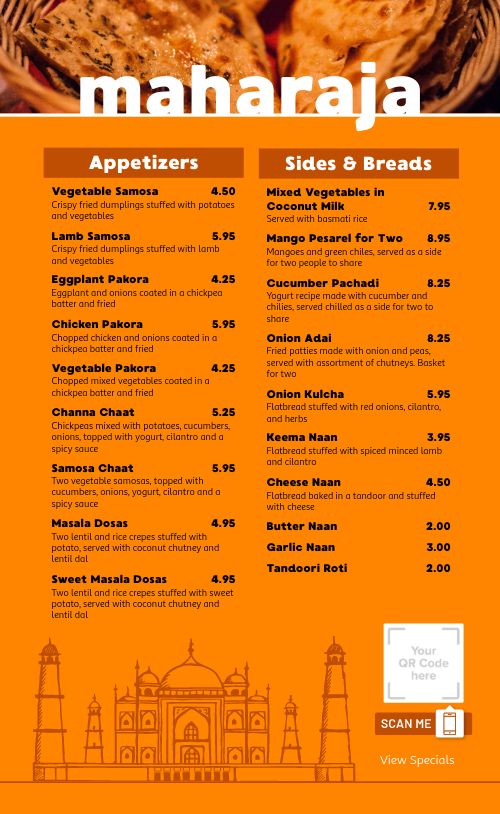 maharaja
Appetizers
Vegetable Samosa 4.50
Crispy fried dumplings stuffed with potatoes
and vegetables
Lamb Somosa 5.95
Crispy fried dumplings stuffed with lamb
and vegetables
Eggplant Pakora 4.25
Eggplant and onions coated in a chickpea
batter and fried
Chicken Pakora 5.95
Chopped chicken and onions coated in a
chickpea batter and fried
Vegetable Pakora 4.25
Chopped mixed vegetables coated in a
chickpea batter and fried
Channa Chaat 5.25
Chickpeas mixed with potatoes, cucumbers,
onions, topped with yogurt, cilantro and a
spicy sauce
Samosa Chaat 5.95
Two vegetable samosas, topped with
cucumbers, onions, yogurt, cilantro and a
spicy sauce
Masala Dosas 4.95
Two lentil and rice crepes stuffed with
potato, served with coconut chutney and
lentil dal
Sweet Masala Dosas 4.95
Two lentil and rice crepes stuffed with sweet
potato, served with coconut chutney and
lentil dal
Sides & Breads
Mixed Vegetables in
Coconut Milk 7.95
Served with basmati rice
Mango Pesarel for Two 8.95
Mangoes and green chiles, served as a side
for two people to share
Cucumber Pachadi 8.25
Yogurt recipe made with cucumber and
chilies, served chilled as a side for two to
share
Onion Adai 8.25
Fried patties made with onion and peas,
served with assortment of chutneys. Basket
for two
Onion Kulcha 5.95
Flatbread stuffed with red onions, cilantro,
and herbs
Keema Naan 3.95
Flatbread stuffed with spiced minced lamb
and cilantro
Cheese Naan 4.50
Flatbread baked in a tandoor and stuffed
with cheese
Butter Naan 2.00
Garlic Naan 3.00
Tandoori Roti 2.00
Your
QR Code
here
SCAN ME
View Specials